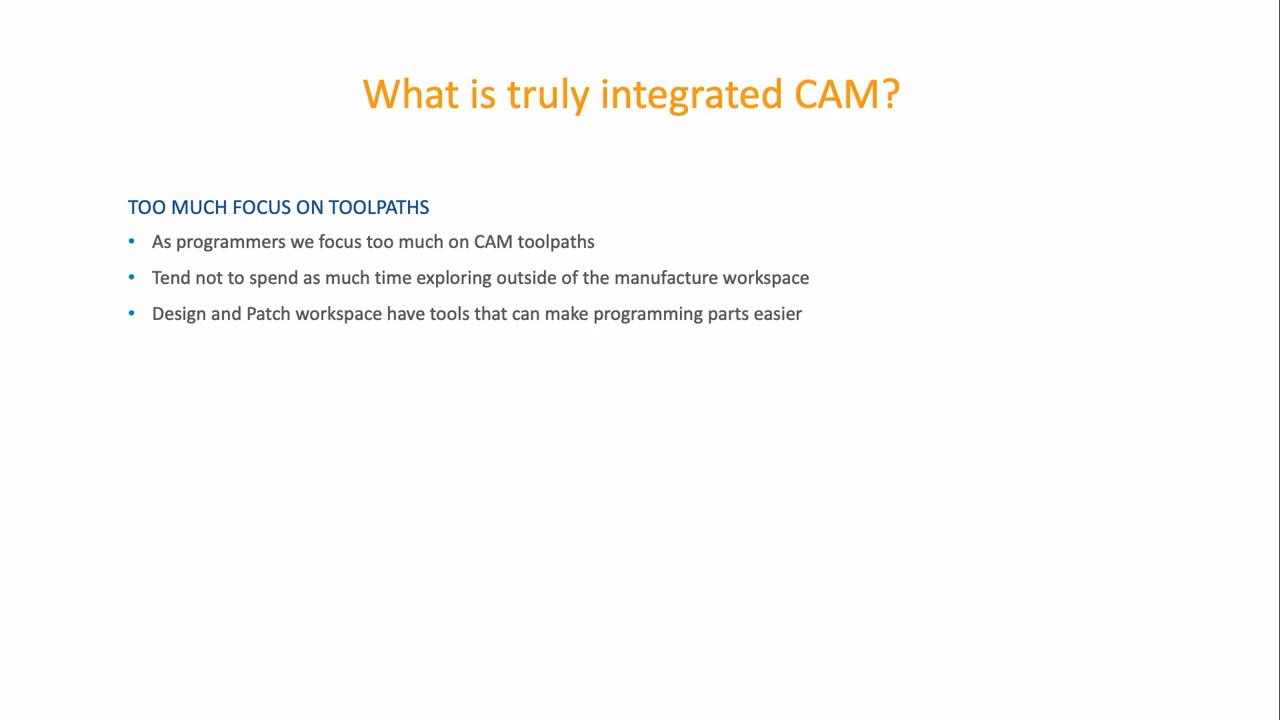 What is truly integrated CAM?
TOO MUCH FOCUS ON TOOLPATHS
• As programmers we focus too much on CAM toolpaths
• Tend not to spend as much time exploring outside of the manufacture workspace
• Design and Patch workspace have tools that can make programming parts easier